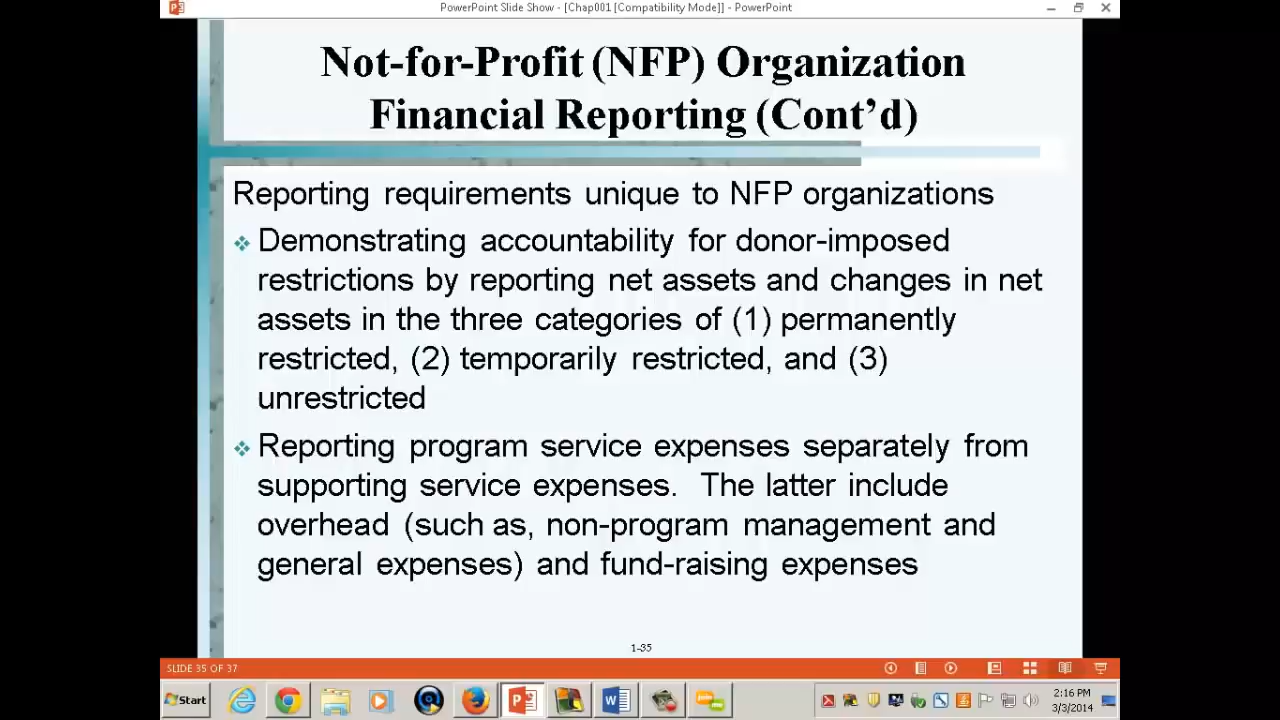 PowerPoint Slide Show - [Chap001 [Compatibility Mode]] - PowerPoint
Not-for-Profit (NFP) Organization
Financial Reporting (Cont’d)
Reporting requirements unique to NFP organizations
Demonstrating accountability for donor-imposed
restrictions by reporting net assets and changes in net
assets in the three categories of (1) permanently
restricted, (2) temporarily restricted, and (3)
unrestricted
Reporting program service expenses separately from
supporting service expenses.  The latter include
overhead (such as, non-program management and
general expenses) and fund-raising expenses
1-35
SLIDE 35 OF 37
Start
2:16 PM
3/3/2014